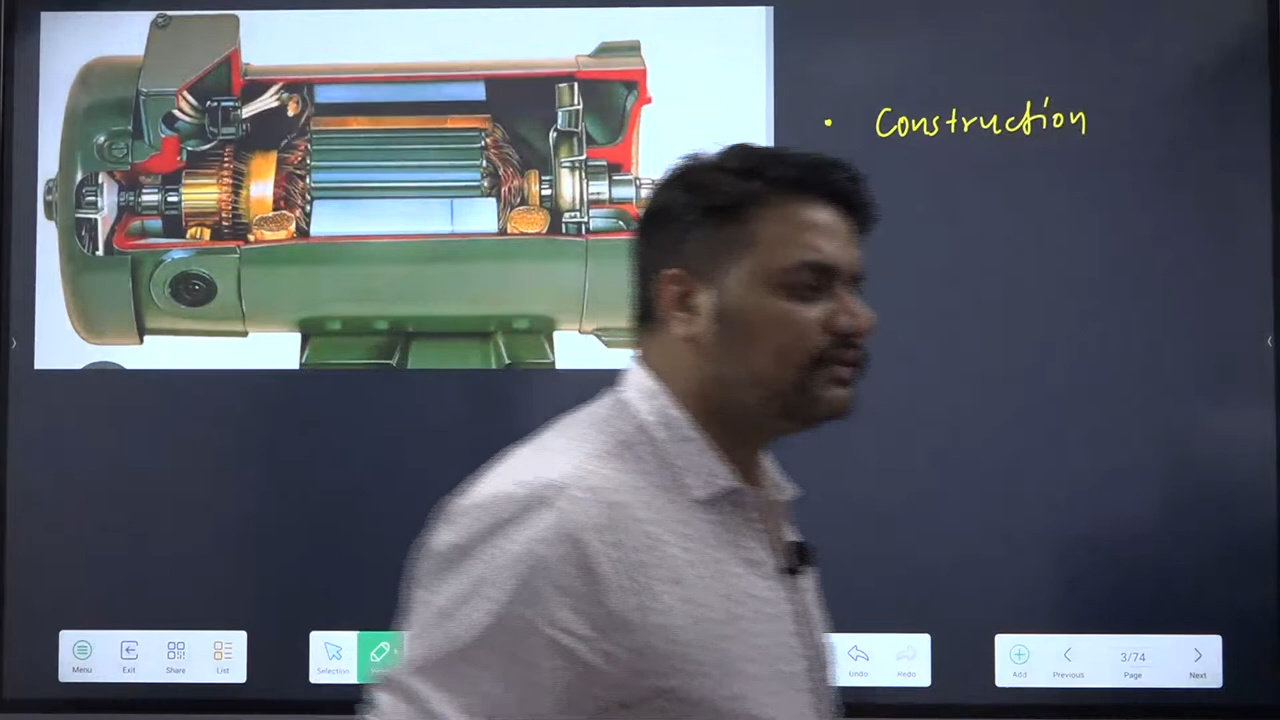 • Construction
Menu
Exit
Share
List
Selection
Undo
Redo
Add
Previous
3/74
Page
Next